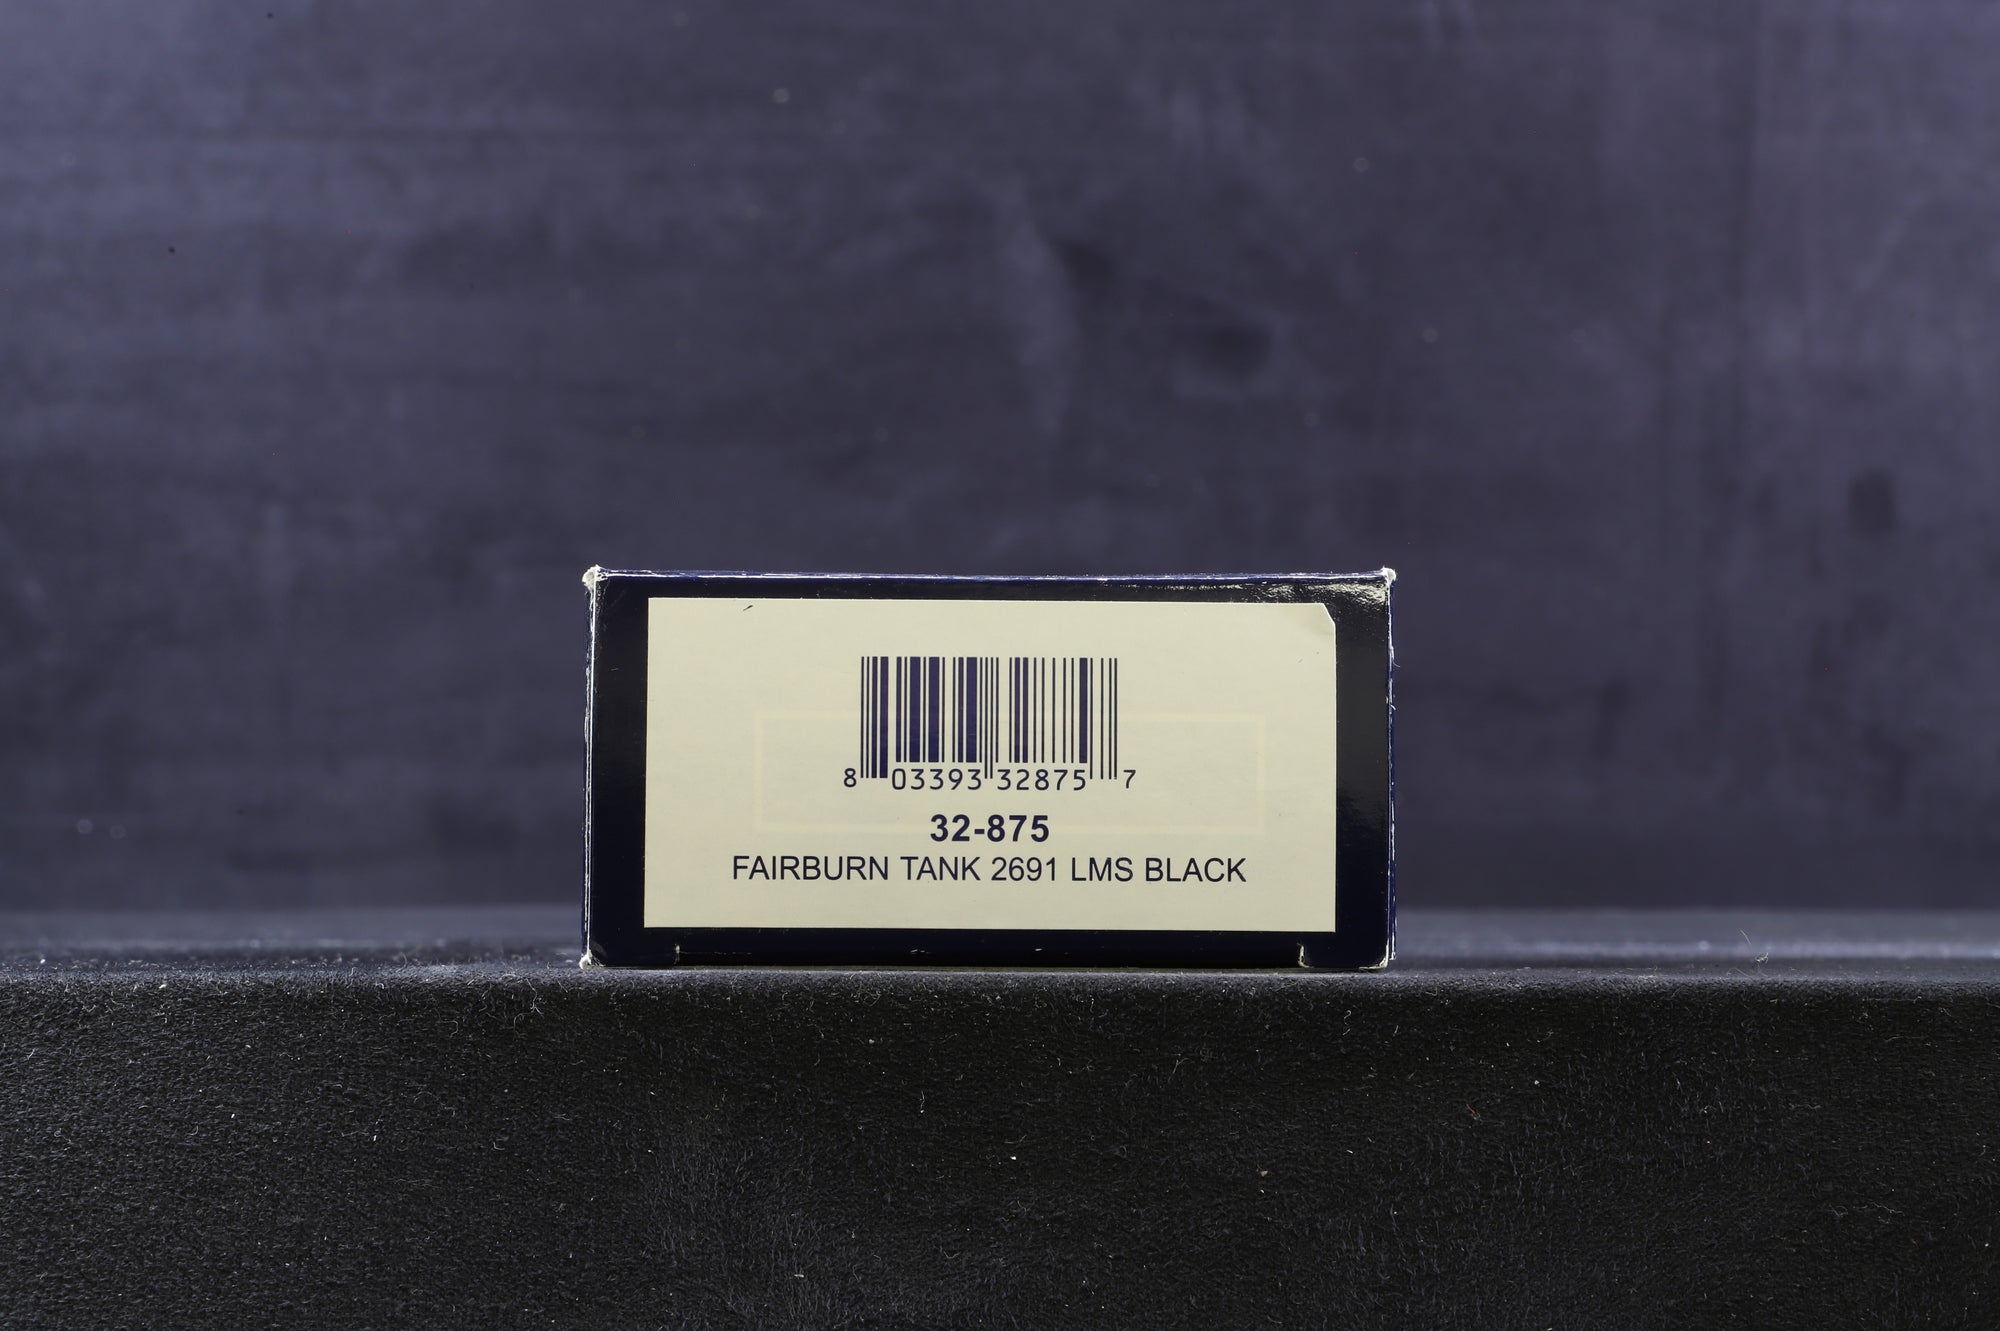 8 03393 32875 7
32-875
FAIRBURN TANK 2691 LMS BLACK